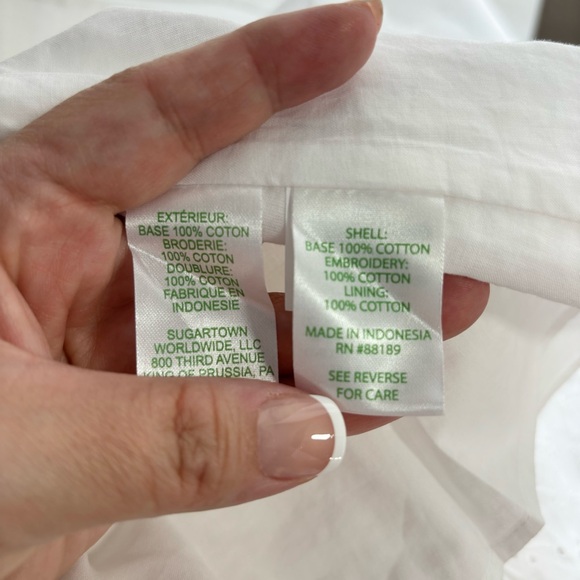 EXTÉRIEUR:
BASE 100% COTON
BRODERIE:
100% COTON
DOUBLURE:
100% COTON
FABRIQUE EN
INDONESIE
SUGARTOWN
WORLDWIDE, LLC
800 THIRD AVENUE
KING OF PRUSSIA, PA
SHELL:
BASE 100% COTTON
EMBROIDERY:
100% COTTON
LINING:
100% COTTON
MADE IN INDONESIA
RN #88189
SEE REVERSE
FOR CARE